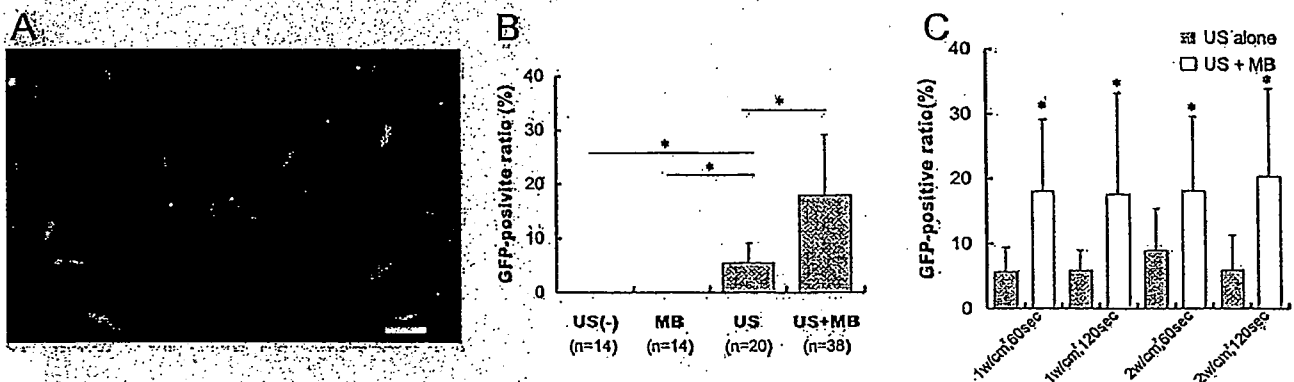 A
B
GFP-posivite ratio (%)
40
30
20
10
0
*
*
*
US(-)
MB
US
US+MB
(n=14)
(n=14)
(n=20)
(n=38)
C
GFP-positive ratio(%)
40
30
20
10
0
US alone
US + MB
*
*
*
*
1w/cm²,60sec
1w/cm²,120sec
2w/cm²,60sec
2w/cm²,120sec